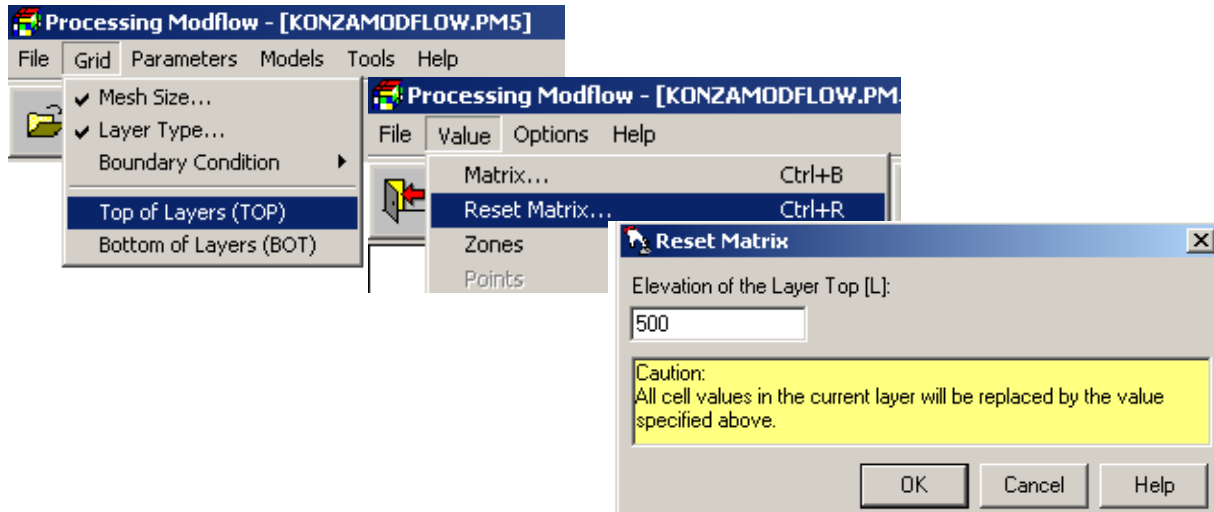 Processing Modflow - [KONZAMODFLOW.PM5]
File Grid Parameters Models Tools Help
Mesh Size...
Layer Type...
Boundary Condition
Top of Layers (TOP)
Bottom of Layers (BOT)
Processing Modflow - [KONZAMODFLOW.PM
File Value Options Help
Matrix... Ctrl+B
Reset Matrix... Ctrl+R
Zones
Points
Reset Matrix
Elevation of the Layer Top [L]:
500
Caution:
All cell values in the current layer will be replaced by the value
specified above.
OK Cancel Help